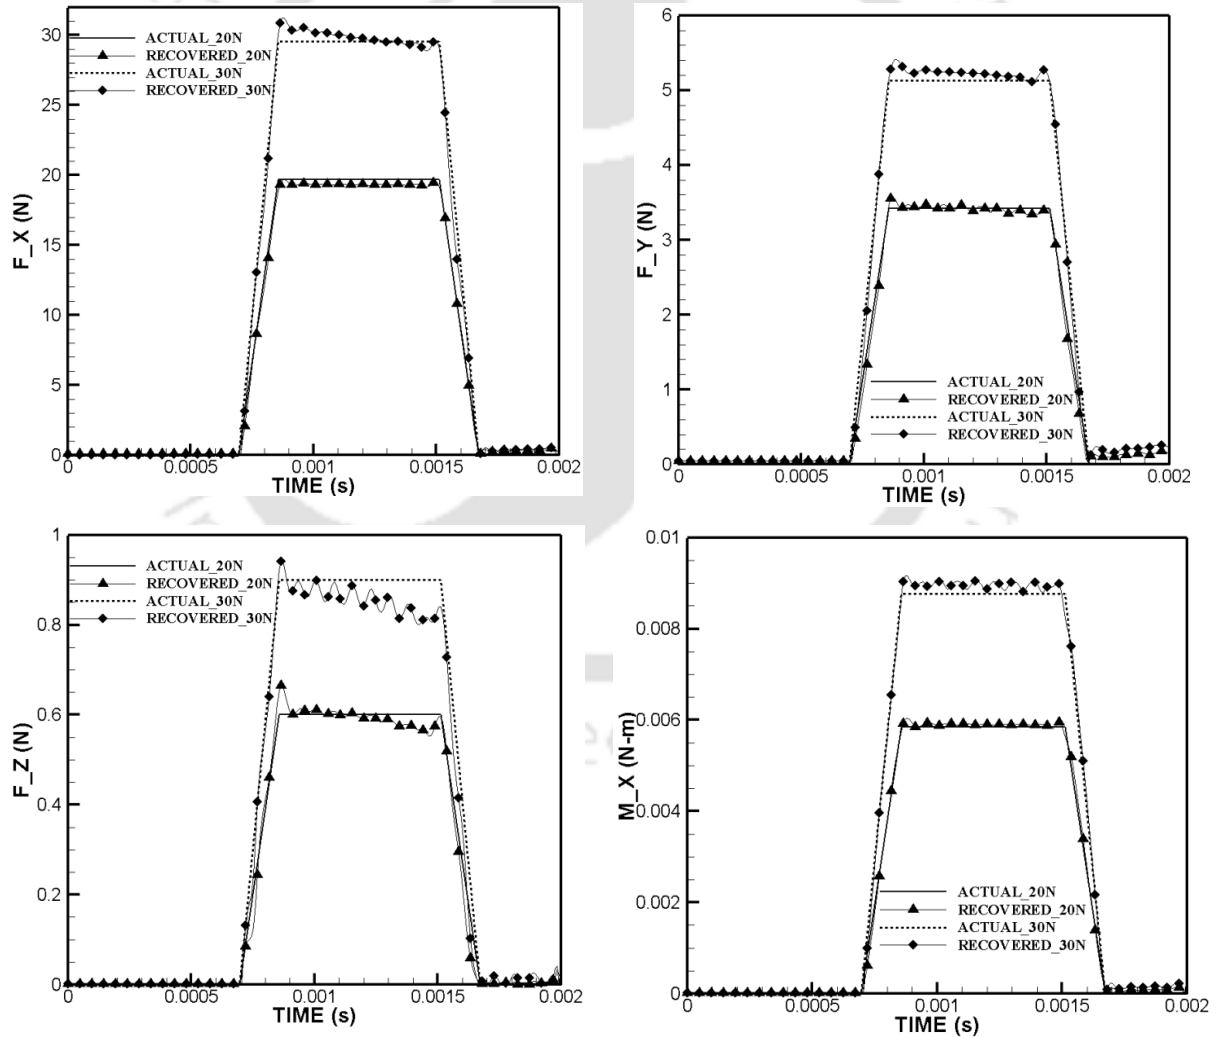 F_X (N)
30
25
20
15
10
5
0
ACTUAL_20N
RECOVERED_20N
ACTUAL_30N
RECOVERED_30N
0 0.0005 0.001 0.0015 0.002
TIME (s)
F_Y (N)
6
5
4
3
2
1
0
ACTUAL_20N
RECOVERED_20N
ACTUAL_30N
RECOVERED_30N
0 0.0005 0.001 0.0015 0.002
TIME (s)
F_Z (N)
1
0.8
0.6
0.4
0.2
0
ACTUAL_20N
RECOVERED_20N
ACTUAL_30N
RECOVERED_30N
0 0.0005 0.001 0.0015 0.002
TIME (s)
M_X (N-m)
0.01
0.008
0.006
0.004
0.002
0
ACTUAL_20N
RECOVERED_20N
ACTUAL_30N
RECOVERED_30N
0 0.0005 0.001 0.0015 0.002
TIME (s)